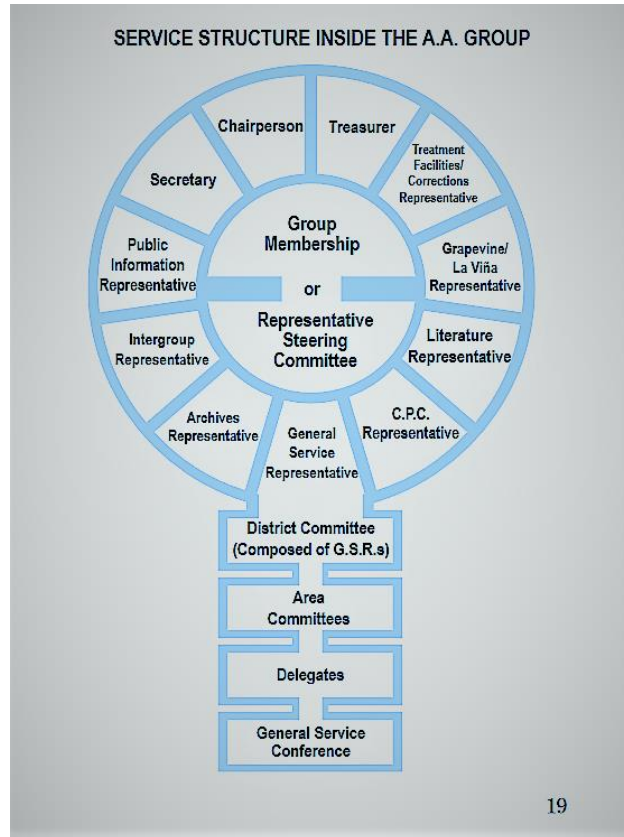 SERVICE STRUCTURE INSIDE THE A.A. GROUP
Chairperson
Treasurer
Secretary
Treatment
Facilities/
Corrections
Representative
Public
Information
Representative
Group
Membership
or
Representative
Steering
Committee
Grapevine/
La Viña
Representative
Intergroup
Representative
Literature
Representative
Archives
Representative
General
Service
Representative
C.P.C.
Representative
District Committee
(Composed of G.S.R.s)
Area
Committees
Delegates
General Service
Conference
19